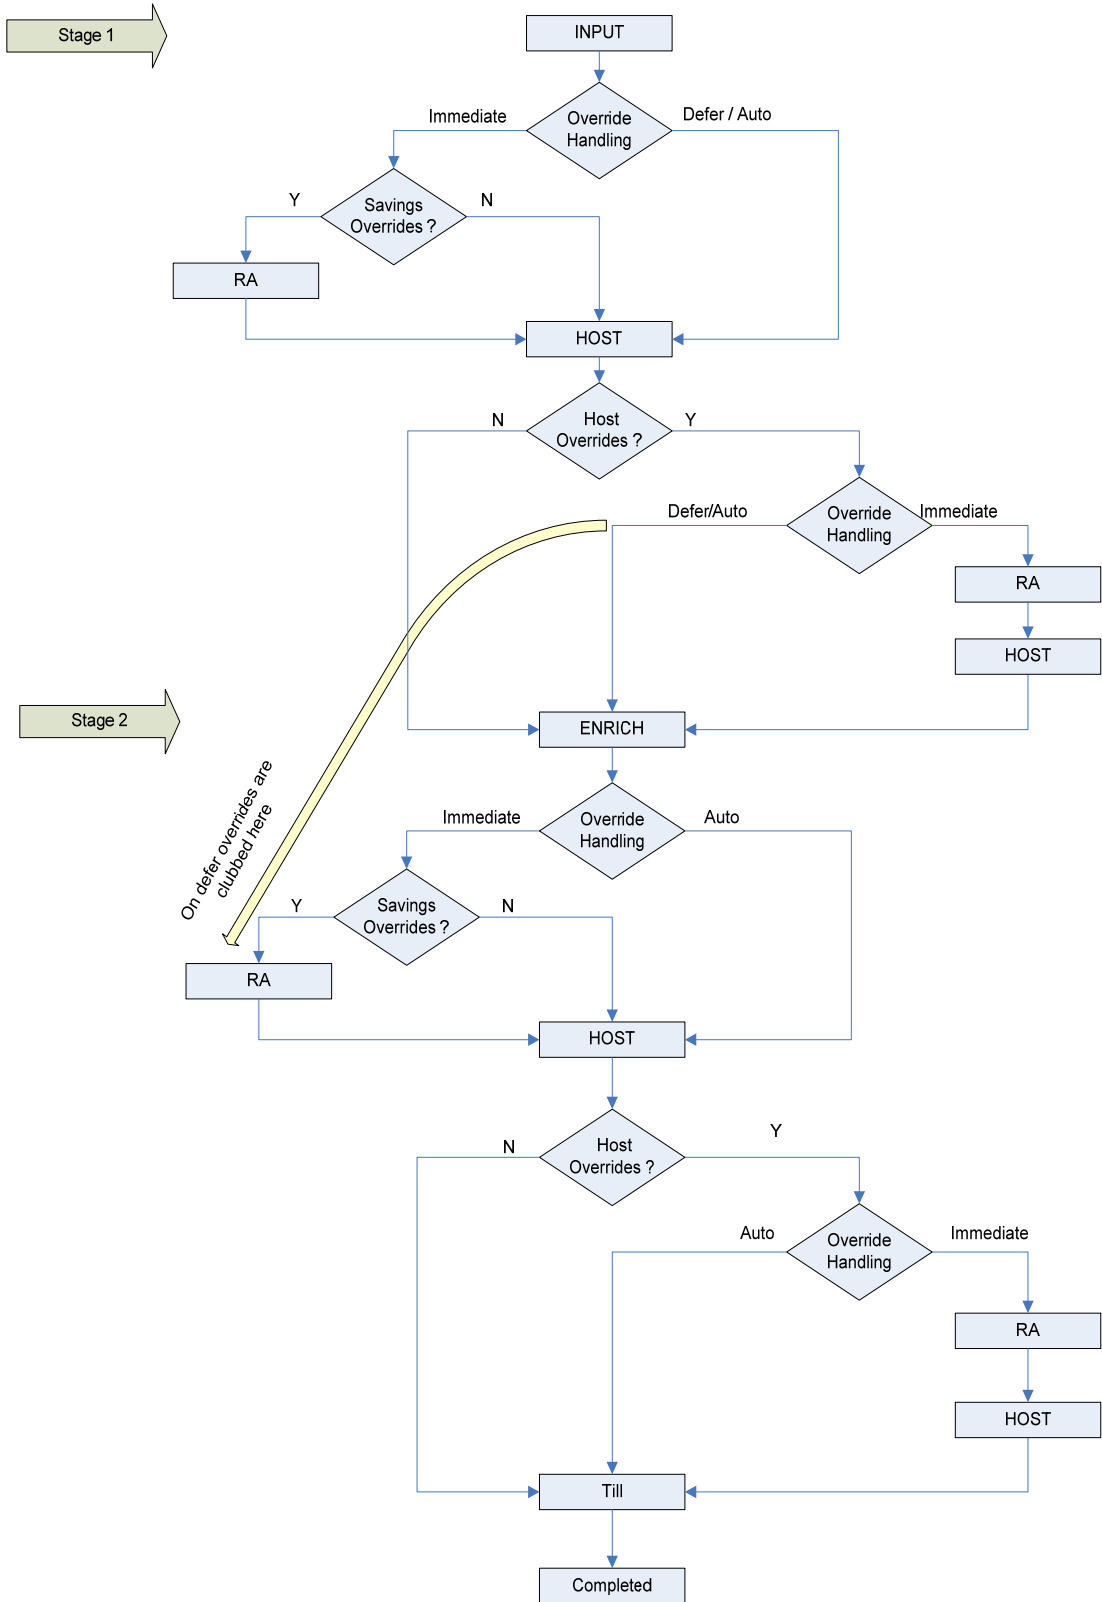 Stage 1
INPUT
Immediate
Override
Handling
Defer / Auto
Y
Savings
Overrides ?
N
RA
HOST
N
Host
Overrides ?
Y
Defer/Auto
Override
Handling
Immediate
RA
HOST
Stage 2
ENRICH
On defer overrides are
clubbed here
Immediate
Override
Handling
Auto
Y
Savings
Overrides ?
N
RA
HOST
N
Host
Overrides ?
Y
Auto
Override
Handling
Immediate
RA
HOST
Till
Completed